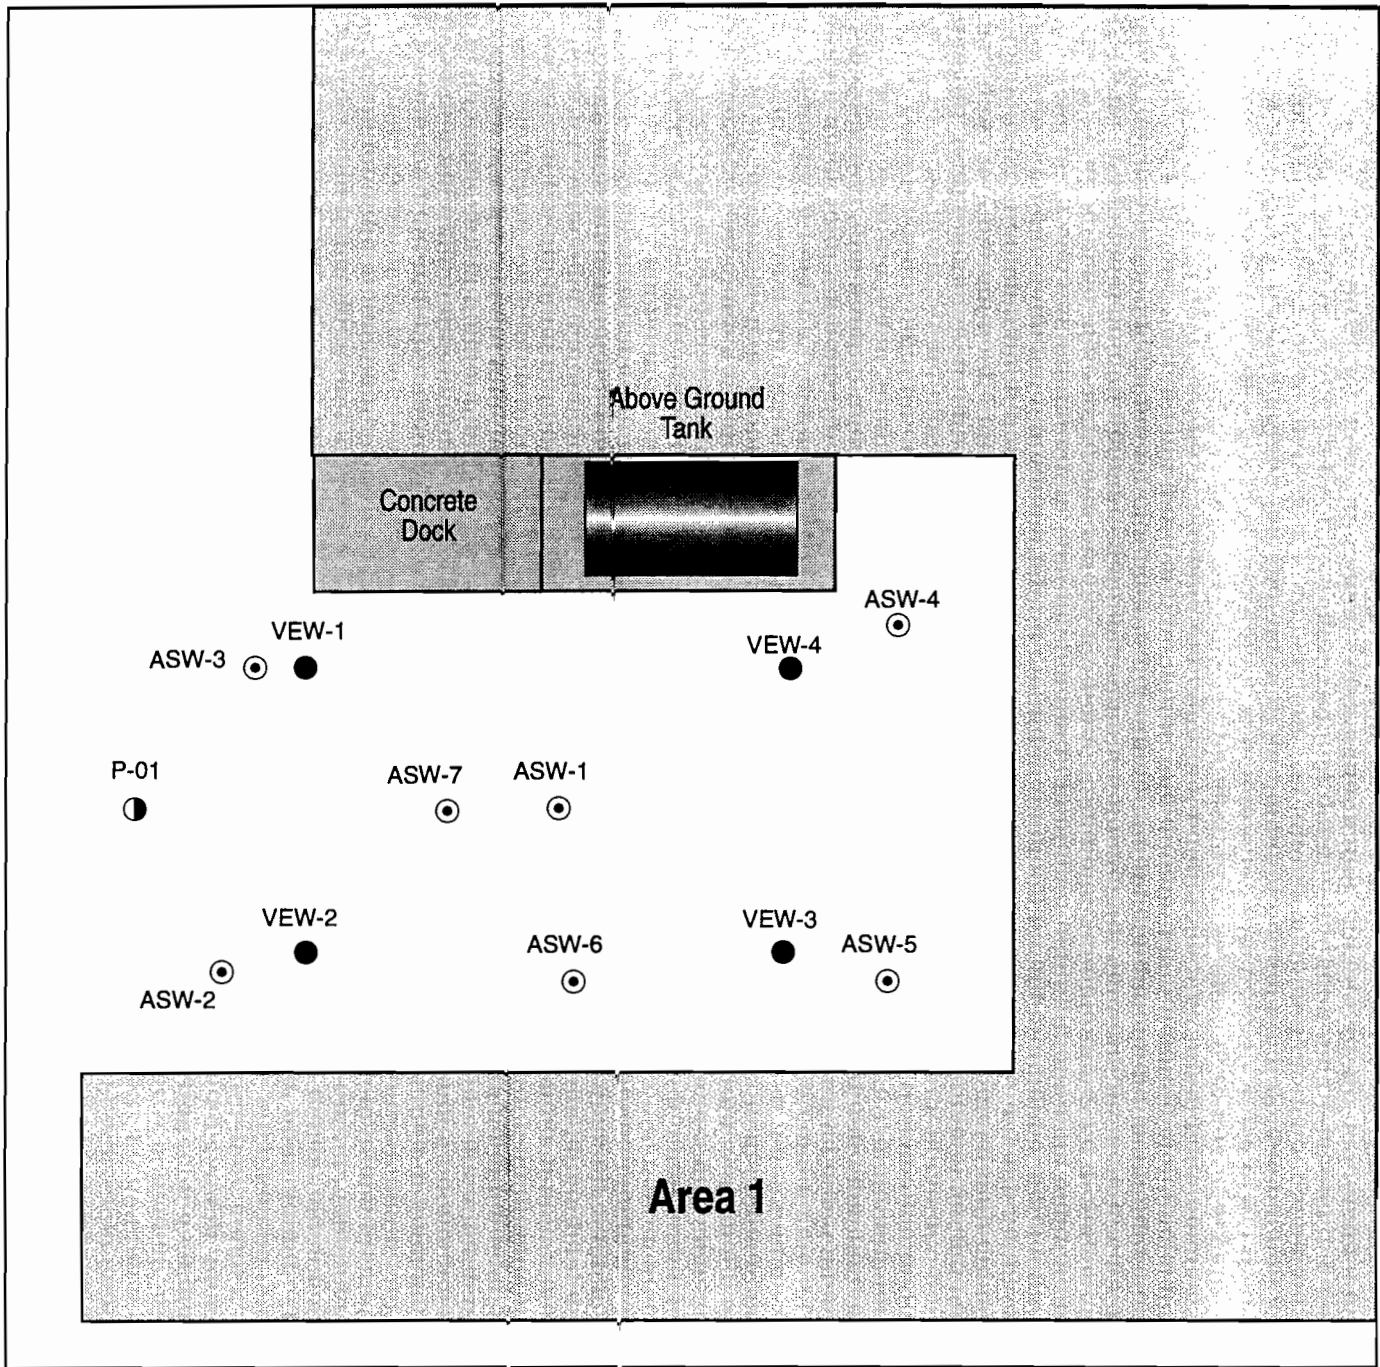 Above Ground
Tank
Concrete
Dock
ASW-4
VEW-1
VEW-4
ASW-3
P-01
ASW-7
ASW-1
VEW-2
VEW-3
ASW-6
ASW-5
ASW-2
Area 1